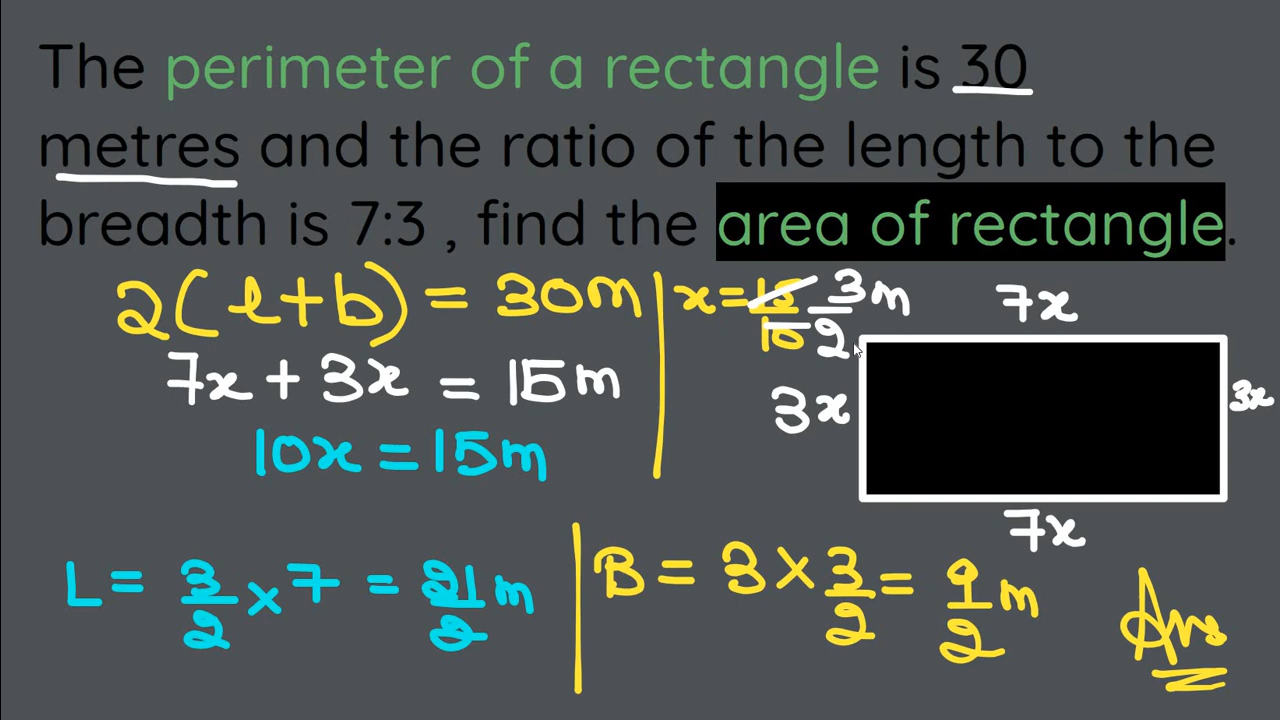 The perimeter of a rectangle is 30
metres and the ratio of the length to the
breadth is 7:3 , find the area of rectangle.
2(l+b) = 30m
7x + 3x = 15m
10x = 15m
x = 15/10 3/2 m
7x
3x
3x
7x
L = 3/2 x 7 = 21/2 m
B = 3 x 3/2 = 9/2 m
Ans